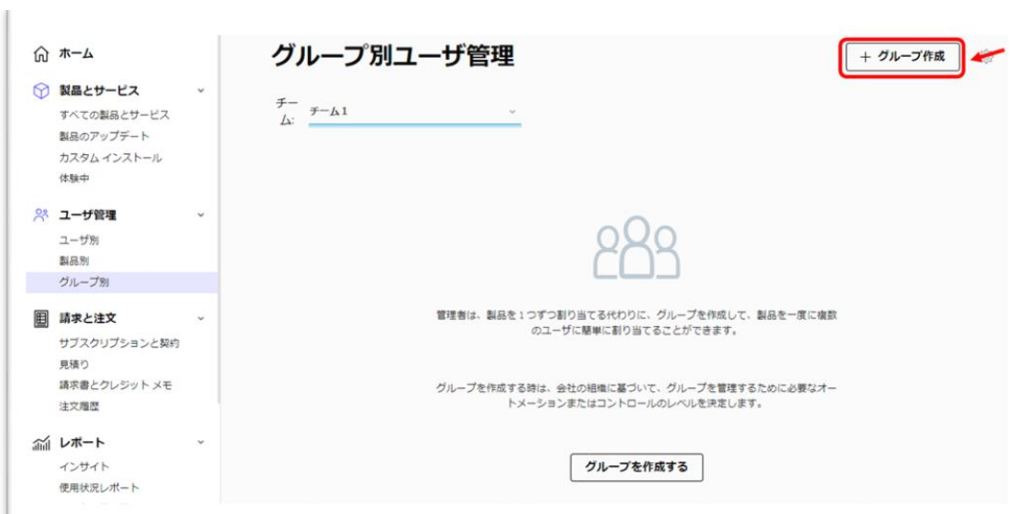 ホーム
製品とサービス
すべての製品とサービス
製品のアップデート
カスタム インストール
体験中
ユーザ管理
ユーザ別
製品別
グループ別
請求と注文
サブスクリプションと契約
見積り
請求書とクレジット メモ
注文履歴
レポート
インサイト
使用状況レポート
グループ別ユーザ管理
+ グループ作成
チー
ム:
チーム1
管理者は、製品を 1 つずつ割り当てる代わりに、グループを作成して、製品を一度に複数
のユーザに簡単に割り当てることができます。
グループを作成する時は、会社の組織に基づいて、グループを管理するために必要なオー
トメーションまたはコントロールのレベルを決定します。
グループを作成する